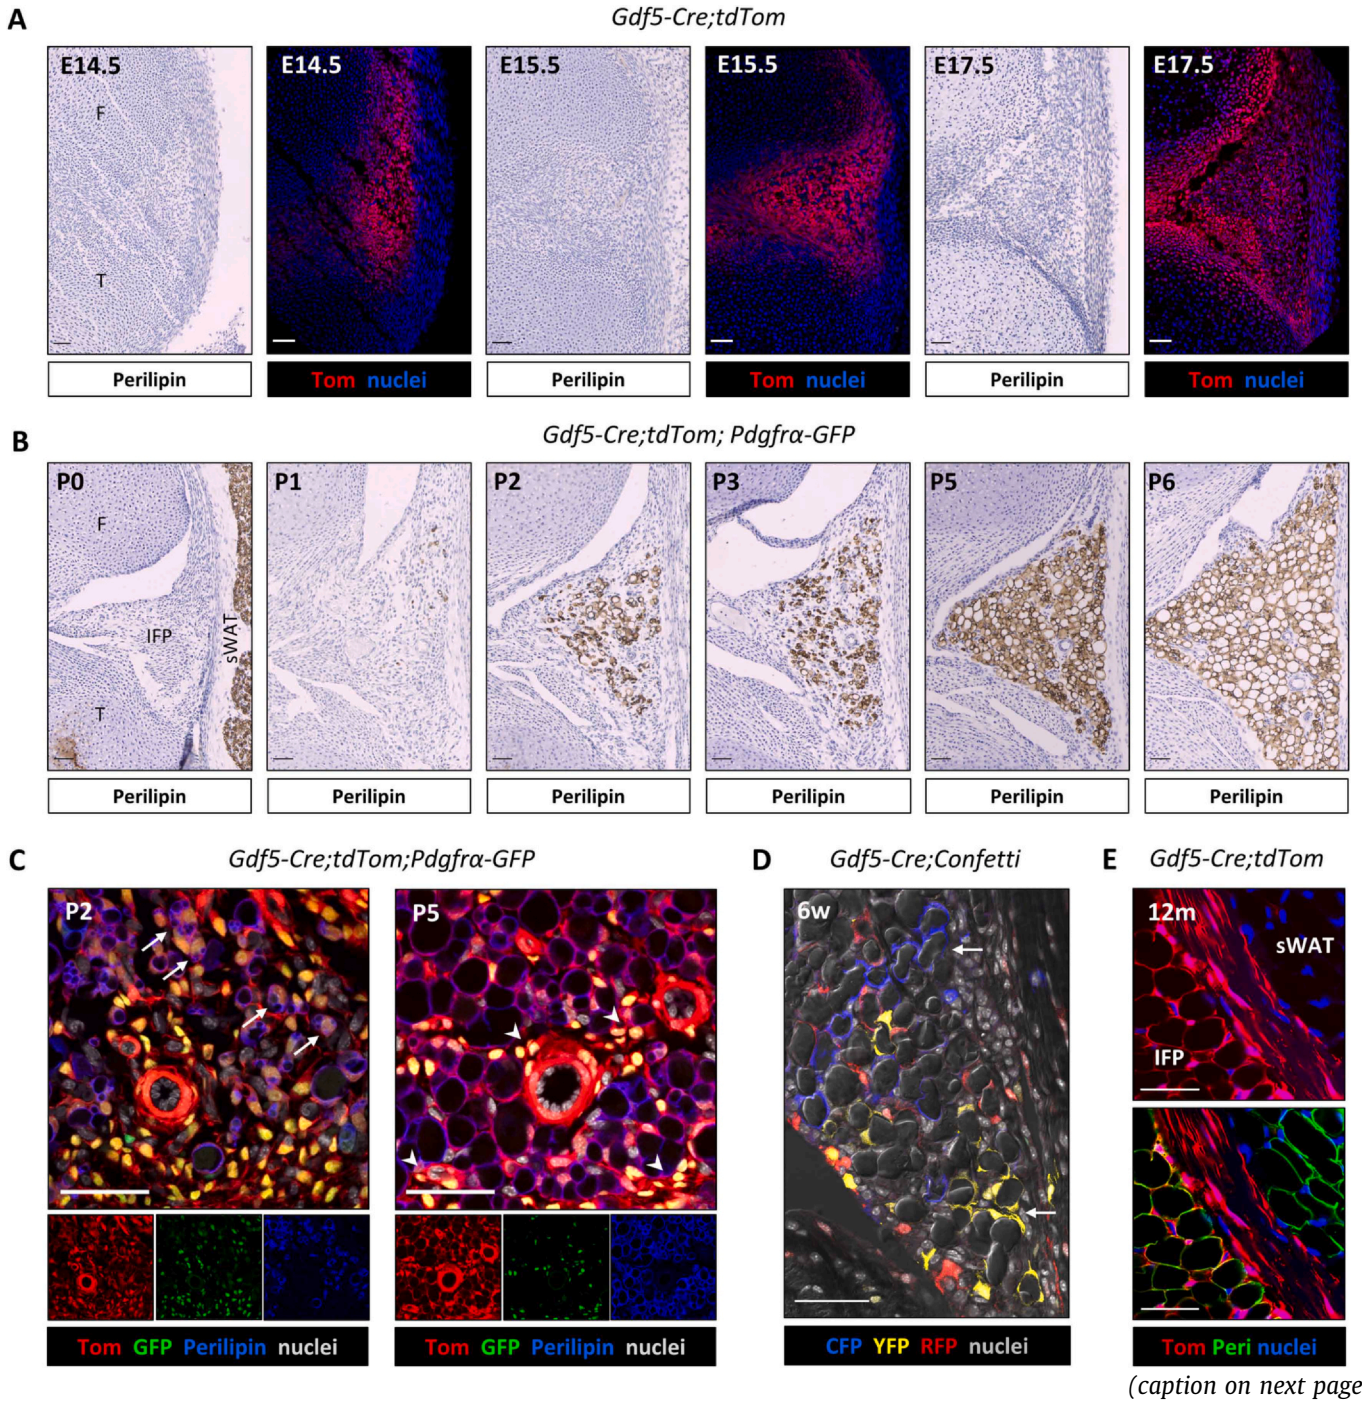 A
Gdf5-Cre;tdTom
E14.5
E14.5
E15.5
E15.5
E17.5
E17.5
F
T
Perilipin
Tom nuclei
Perilipin
Tom nuclei
Perilipin
Tom nuclei
B
Gdf5-Cre;tdTom; Pdgfrα-GFP
P0
P1
P2
P3
P5
P6
F
IFP
sWAT
T
Perilipin
Perilipin
Perilipin
Perilipin
Perilipin
Perilipin
C
Gdf5-Cre;tdTom;Pdgfrα-GFP
P2
P5
Tom GFP Perilipin nuclei
Tom GFP Perilipin nuclei
D
Gdf5-Cre;Confetti
6w
CFP YFP RFP nuclei
E
Gdf5-Cre;tdTom
12m
sWAT
IFP
Tom Peri nuclei
(caption on next page